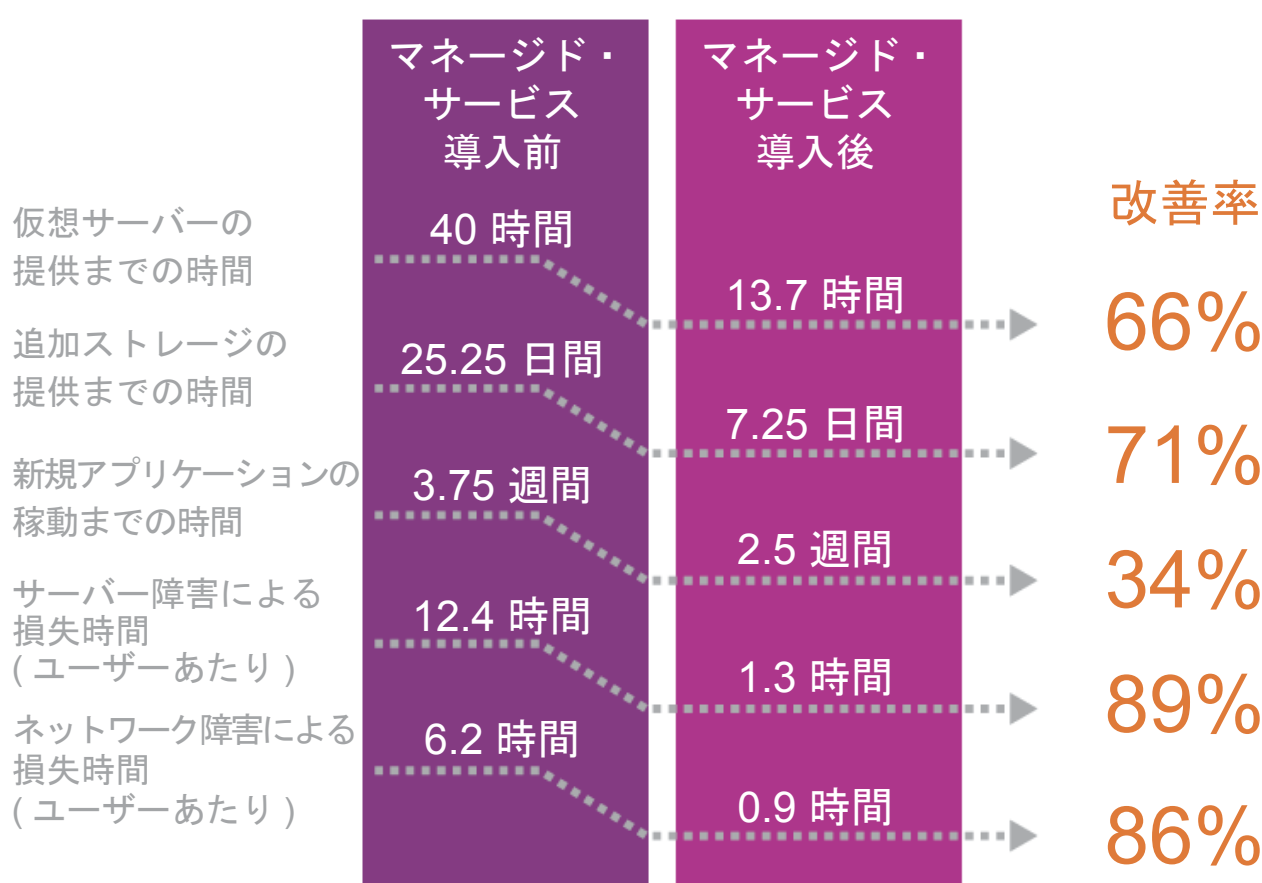 マネージド・
サービス
導入前
マネージド・
サービス
導入後
改善率
仮想サーバーの
提供までの時間
40 時間
13.7 時間
66%
追加ストレージの
提供までの時間
25.25 日間
7.25 日間
71%
新規アプリケーションの
稼動までの時間
3.75 週間
2.5 週間
34%
サーバー障害による
損失時間
( ユーザーあたり )
12.4 時間
1.3 時間
89%
ネットワーク障害による
損失時間
( ユーザーあたり )
6.2 時間
0.9 時間
86%